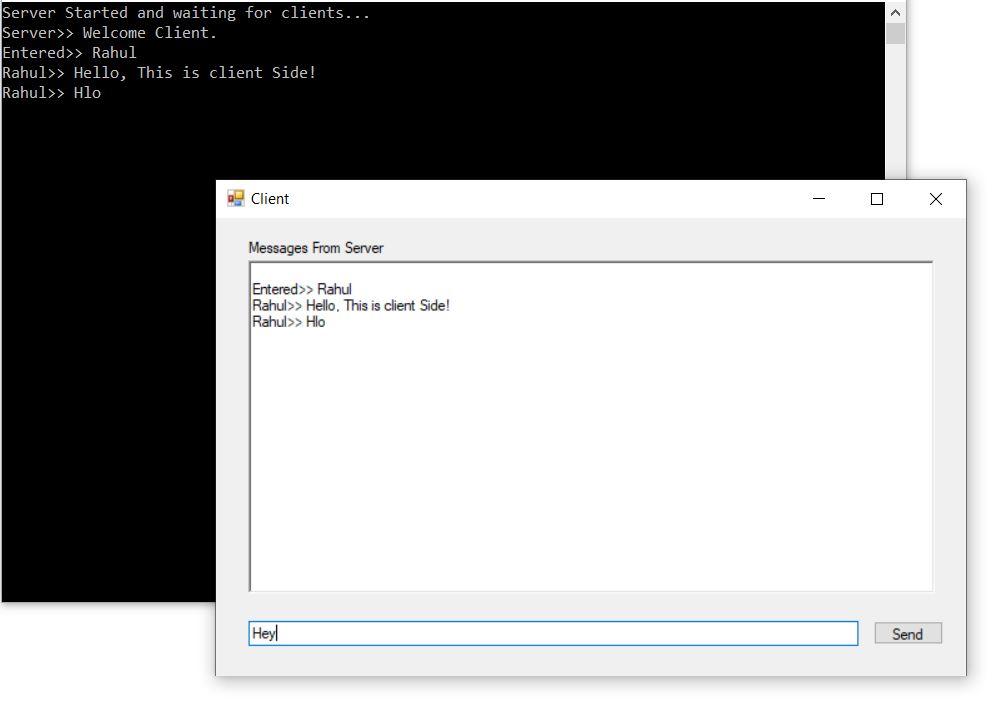 Server Started and waiting for clients...
Server>> Welcome Client.
Entered>> Rahul
Rahul>> Hello, This is client Side!
Rahul>> Hlo
Client
Messages From Server
Entered>> Rahul
Rahul>> Hello, This is client Side!
Rahul>> Hlo
Hey
Send